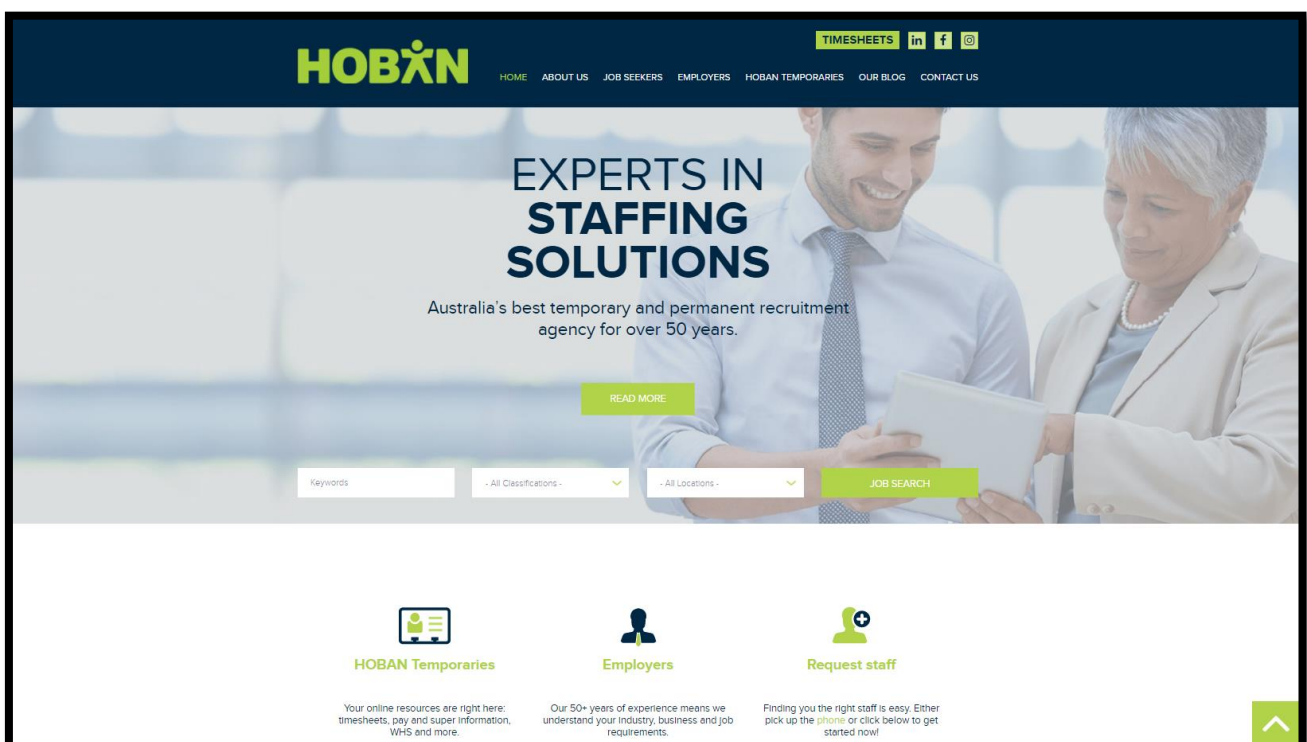 TIMESHEETS in f
HOBAN
HOME ABOUT US JOB SEEKERS EMPLOYERS HOBAN TEMPORARIES OUR BLOG CONTACT US
EXPERTS IN
STAFFING
SOLUTIONS
Australia's best temporary and permanent recruitment
agency for over 50 years.
READ MORE
Keywords - All Classifications - - All Locations - JOB SEARCH
HOBAN Temporaries
Your online resources are right here:
timesheets, pay and super information,
WHS and more.
Employers
Our 50+ years of experience means we
understand your industry, business and job
requirements.
Request staff
Finding you the right staff is easy. Either
pick up the phone or click below to get
started now!